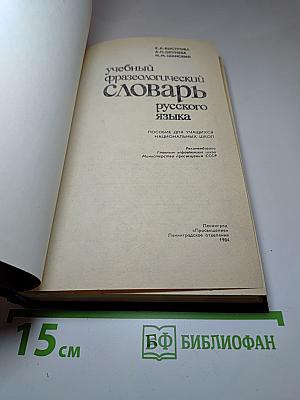 Е. А. БЫСТРОВА
А. П. ОКУНЕВА
Н. М. ШАНСКИЙ
учебный
фразеологический
СЛОВАРЬ
русского
языка
ПОСОБИЕ ДЛЯ УЧАЩИХСЯ
НАЦИОНАЛЬНЫХ ШКОЛ
Рекомендовано
Главным управлением школ
Министерства просвещения СССР
Ленинград
«Просвещение»
Ленинградское отделение
1984
15 см
БФ БИБЛИОФАН